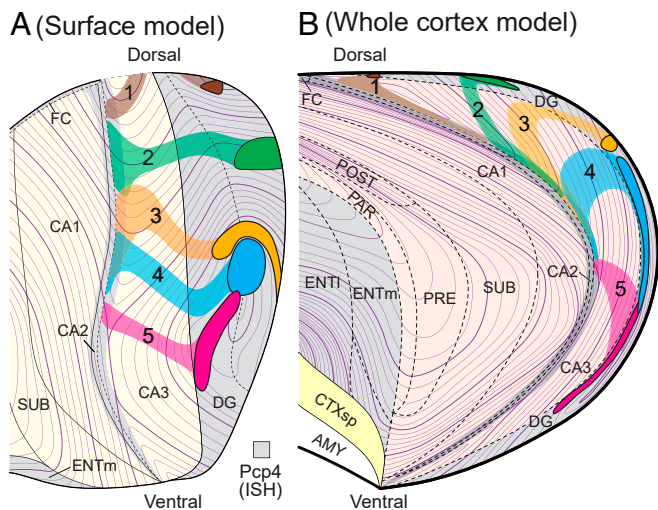 A (Surface model)
Dorsal
FC
1
2
CA1
3
4
CA2
5
CA3
SUB
DG
ENTm
Pcp4
(ISH)
Ventral
B (Whole cortex model)
Dorsal
FC
1
2
DG
3
4
CA1
POST
PAR
CA2
5
ENTl
ENTm
PRE
SUB
CA3
CTXsp
DG
AMY
Ventral